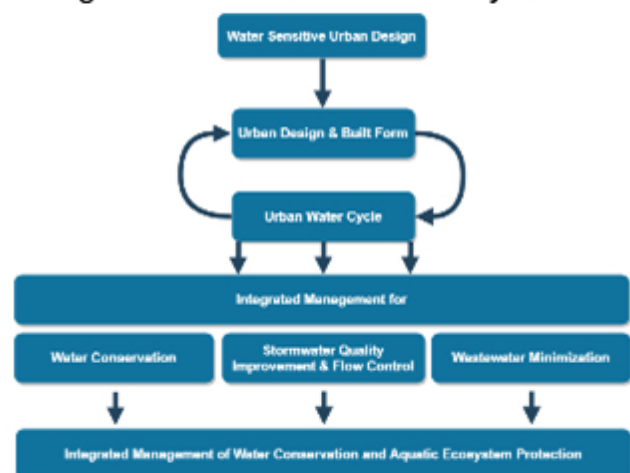 Water Sensitive Urban Design
Urban Design & Built Form
Urban Water Cycle
Integrated Management for
Water Conservation
Stormwater Quality
Improvement & Flow Control
Wastewater Minimization
Integrated Management of Water Conservation and Aquatic Ecosystem Protection